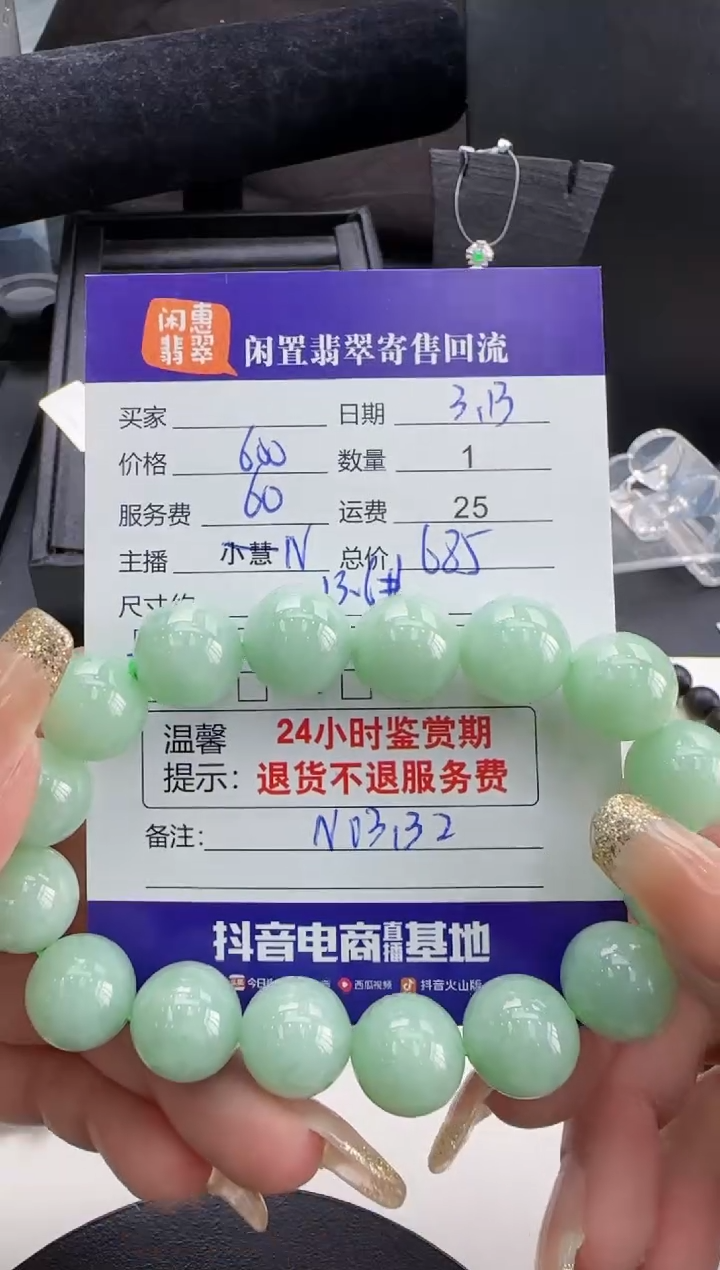 闲惠
翡翠
闲置翡翠寄售回流
买家 日期 3.13
价格 600 数量 1
服务费 60 运费 25
主播 小慧 N 总价 685
尺寸约 13.6#
温馨 24小时鉴赏期
提示: 退货不退服务费
备注: N03132
抖音电商直播基地
西瓜视频 抖音火山版